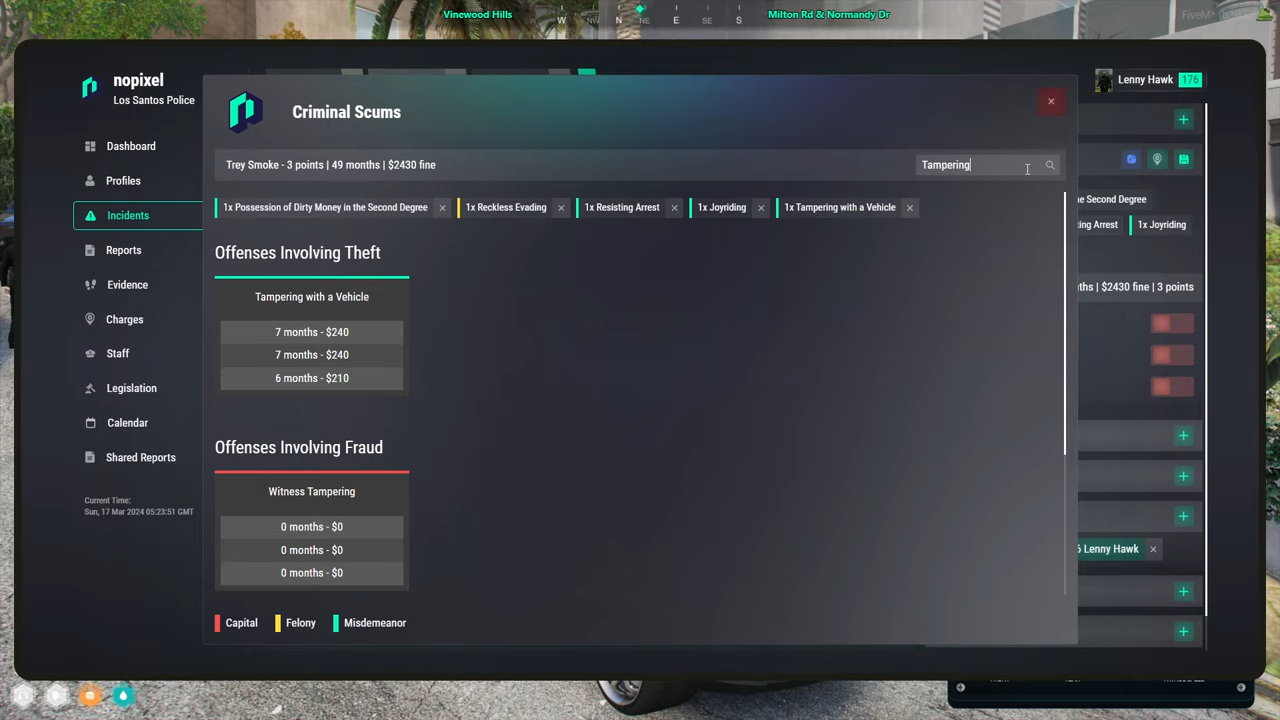 Vinewood Hills
W NW N NE E SE S
Milton Rd & Normandy Dr
nopixel
Los Santos Police
Lenny Hawk 176
Criminal Scums
×
Dashboard
Profiles
Incidents
Reports
Evidence
Charges
Staff
Legislation
Calendar
Shared Reports
Current Time:
Sun, 17 Mar 2024 05:23:51 GMT
Trey Smoke - 3 points | 49 months | $2430 fine
Tampering
1x Possession of Dirty Money in the Second Degree ×
1x Reckless Evading ×
1x Resisting Arrest ×
1x Joyriding ×
1x Tampering with a Vehicle ×
Offenses Involving Theft
Tampering with a Vehicle
7 months - $240
7 months - $240
6 months - $210
Offenses Involving Fraud
Witness Tampering
0 months - $0
0 months - $0
0 months - $0
Capital
Felony
Misdemeanor
he Second Degree
ing Arrest
1x Joyriding
ths | $2430 fine | 3 points
6 Lenny Hawk ×